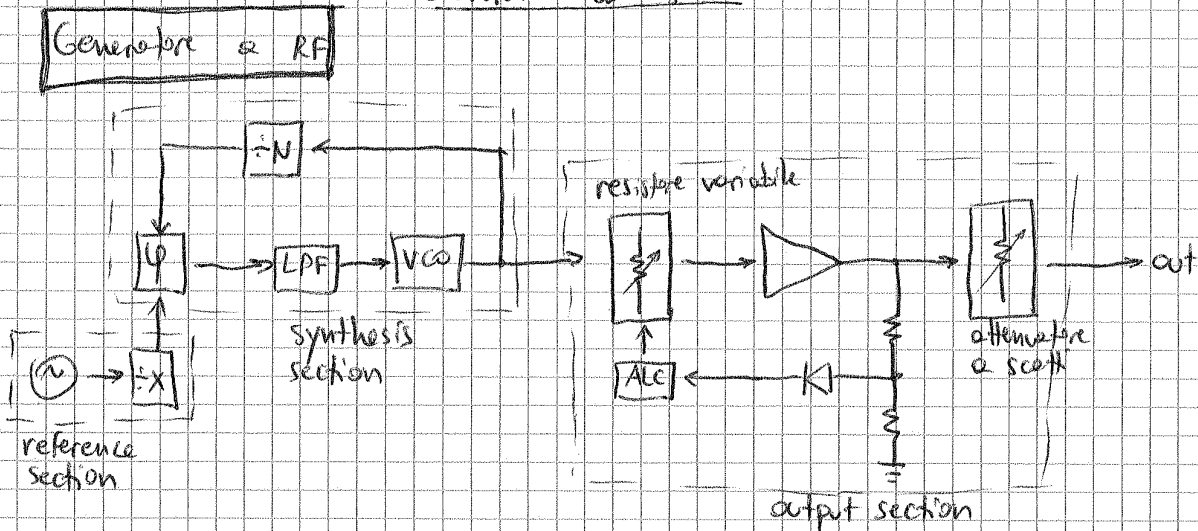 Generatore a RF
÷N
resistore variabile
φ
LPF
VCO
out
synthesis
section
attenuatore
a scatti
÷X
ALC
reference
section
output section